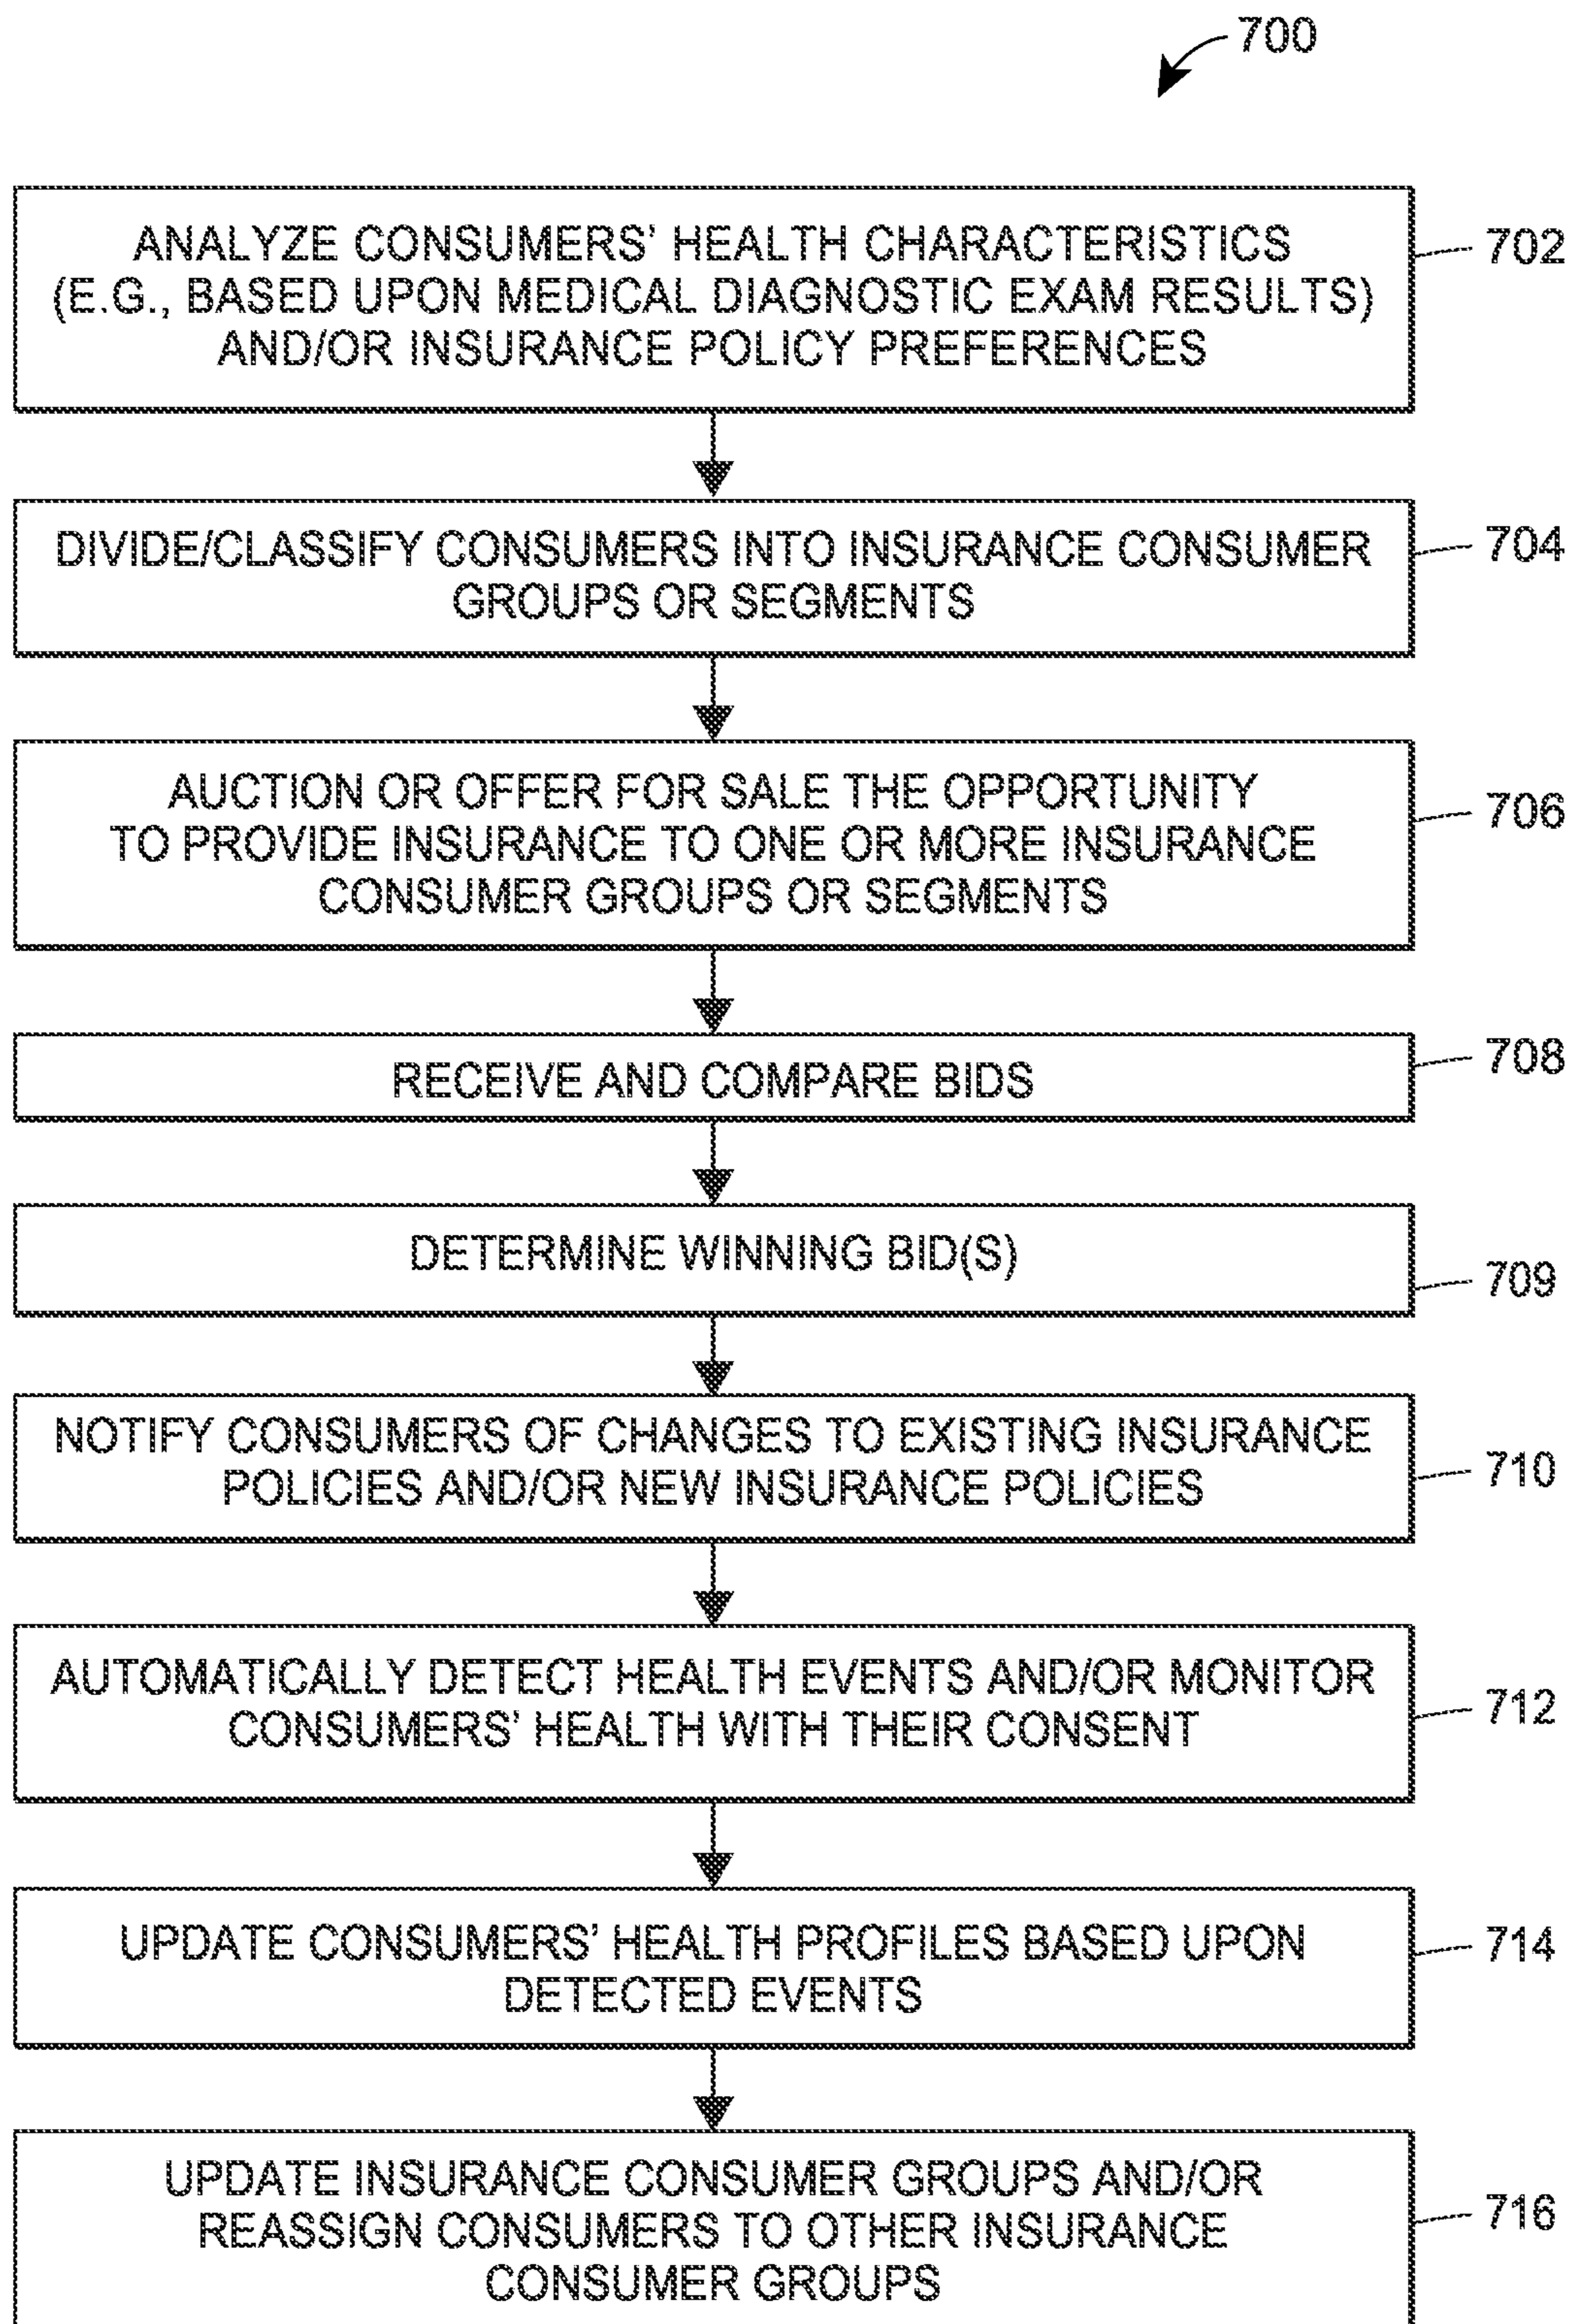 700
ANALYZE CONSUMERS' HEALTH CHARACTERISTICS
(E.G., BASED UPON MEDICAL DIAGNOSTIC EXAM RESULTS)
AND/OR INSURANCE POLICY PREFERENCES
702
DIVIDE/CLASSIFY CONSUMERS INTO INSURANCE CONSUMER
GROUPS OR SEGMENTS
704
AUCTION OR OFFER FOR SALE THE OPPORTUNITY
TO PROVIDE INSURANCE TO ONE OR MORE INSURANCE
CONSUMER GROUPS OR SEGMENTS
706
RECEIVE AND COMPARE BIDS
708
DETERMINE WINNING BID(S)
709
NOTIFY CONSUMERS OF CHANGES TO EXISTING INSURANCE
POLICIES AND/OR NEW INSURANCE POLICIES
710
AUTOMATICALLY DETECT HEALTH EVENTS AND/OR MONITOR
CONSUMERS' HEALTH WITH THEIR CONSENT
712
UPDATE CONSUMERS' HEALTH PROFILES BASED UPON
DETECTED EVENTS
714
UPDATE INSURANCE CONSUMER GROUPS AND/OR
REASSIGN CONSUMERS TO OTHER INSURANCE
CONSUMER GROUPS
716